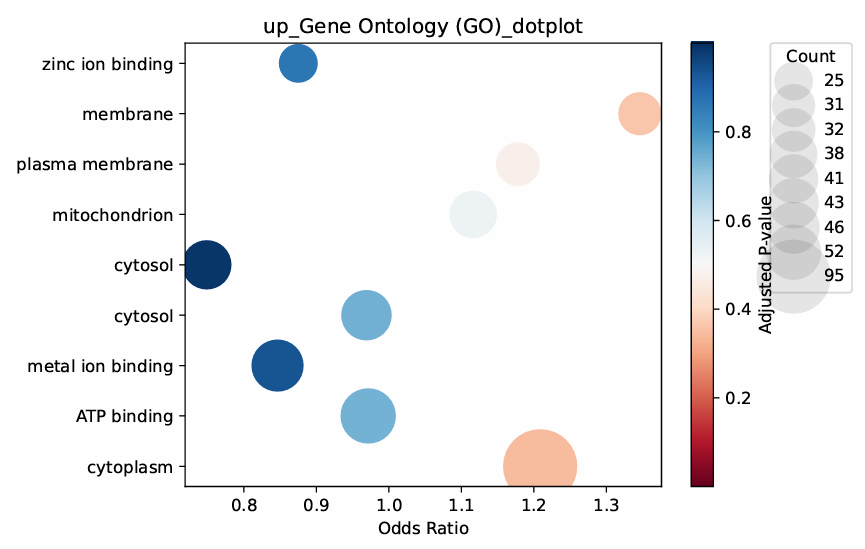 up_Gene Ontology (GO)_dotplot
zinc ion binding
membrane
plasma membrane
mitochondrion
cytosol
cytosol
metal ion binding
ATP binding
cytoplasm
0.8 0.9 1.0 1.1 1.2 1.3
Odds Ratio
0.8
0.6
0.4
0.2
Adjusted P-value
Count
25
31
32
38
41
43
46
52
95